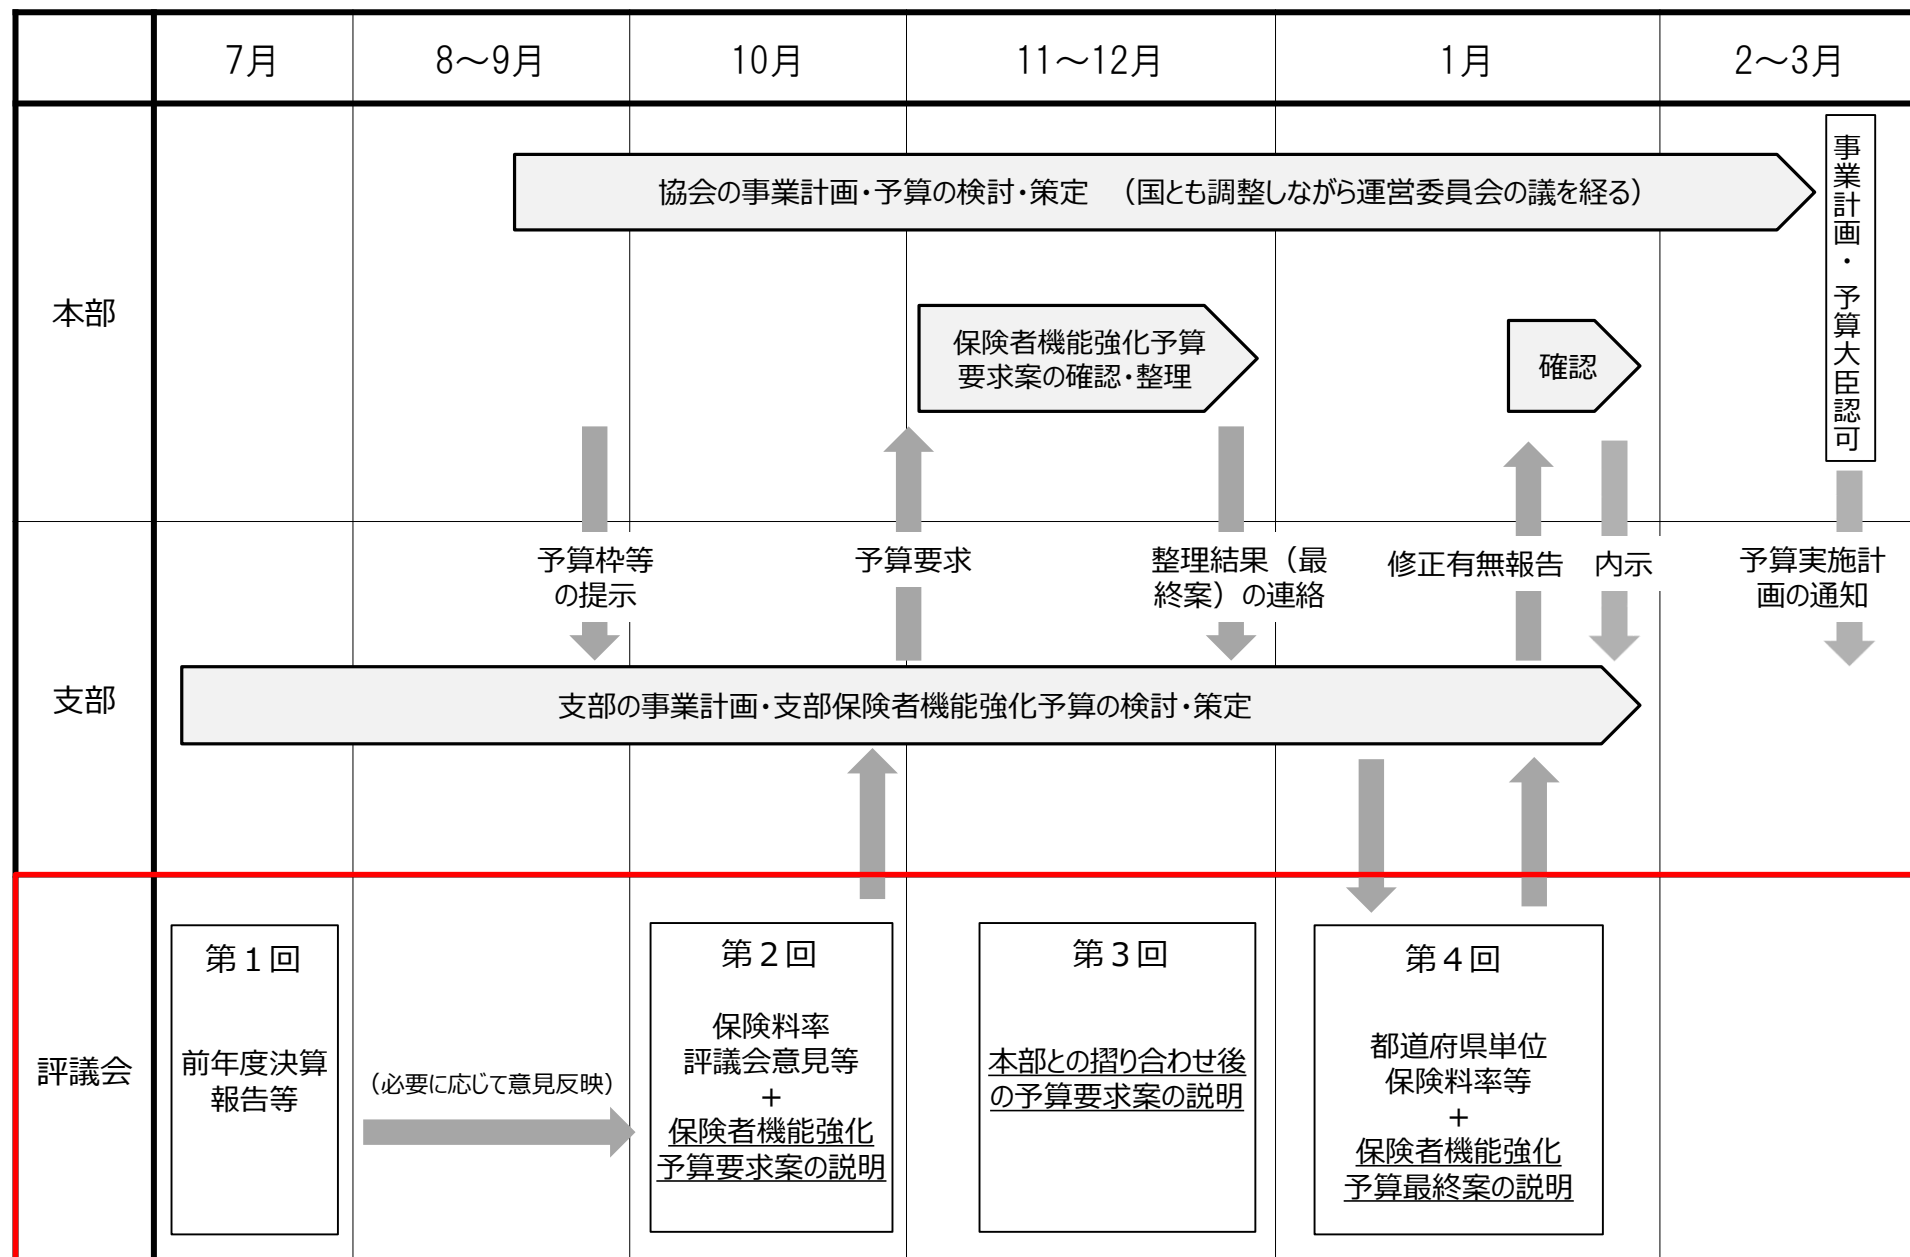 7月
8～9月
10月
11～12月
1月
2～3月
本部
協会の事業計画・予算の検討・策定　（国とも調整しながら運営委員会の議を経る）
事業計画・予算大臣認可
保険者機能強化予算
要求案の確認・整理
確認
予算枠等
の提示
予算要求
整理結果（最
終案）の連絡
修正有無報告
内示
予算実施計
画の通知
支部
支部の事業計画・支部保険者機能強化予算の検討・策定
評議会
第１回
前年度決算
報告等
（必要に応じて意見反映）
第２回
保険料率
評議会意見等
+
保険者機能強化
予算要求案の説明
第３回
本部との摺り合わせ後
の予算要求案の説明
第４回
都道府県単位
保険料率等
+
保険者機能強化
予算最終案の説明